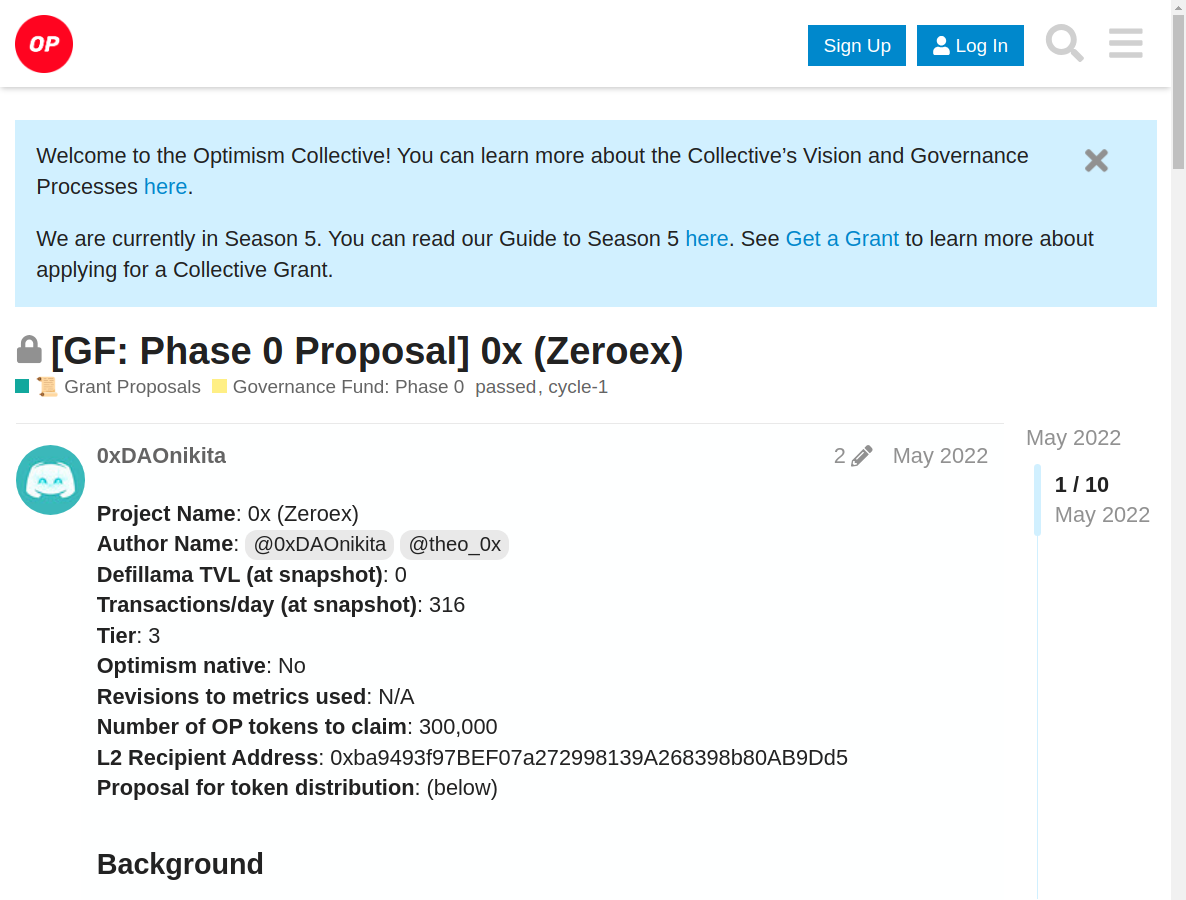 OP
Sign Up
Log In
Welcome to the Optimism Collective! You can learn more about the Collective’s Vision and Governance
Processes here.
We are currently in Season 5. You can read our Guide to Season 5 here. See Get a Grant to learn more about
applying for a Collective Grant.
[GF: Phase 0 Proposal] 0x (Zeroex)
Grant Proposals Governance Fund: Phase 0 passed, cycle-1
0xDAOnikita 2 May 2022
May 2022
1 / 10
May 2022
Project Name: 0x (Zeroex)
Author Name: @0xDAOnikita @theo_0x
Defillama TVL (at snapshot): 0
Transactions/day (at snapshot): 316
Tier: 3
Optimism native: No
Revisions to metrics used: N/A
Number of OP tokens to claim: 300,000
L2 Recipient Address: 0xba9493f97BEF07a272998139A268398b80AB9Dd5
Proposal for token distribution: (below)
Background